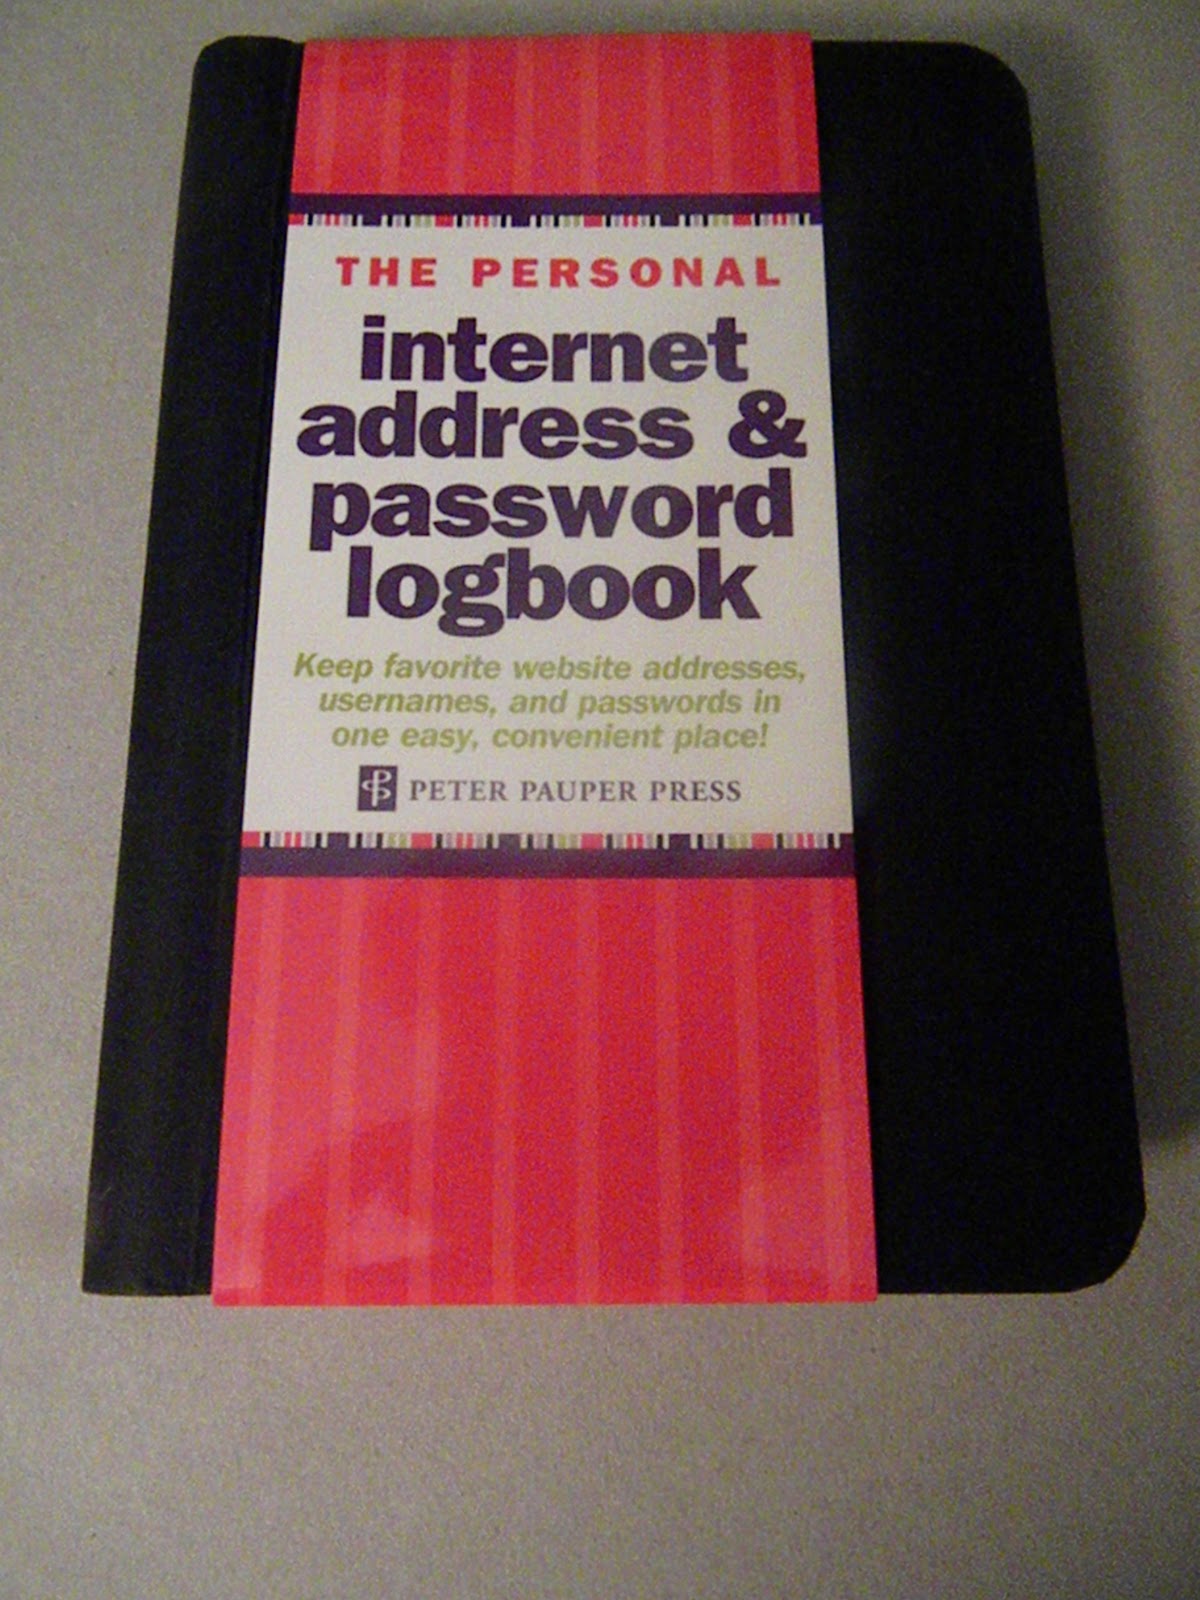 THE PERSONAL
internet
address &
password
logbook
Keep favorite website addresses,
usernames, and passwords in
one easy, convenient place!
PETER PAUPER PRESS